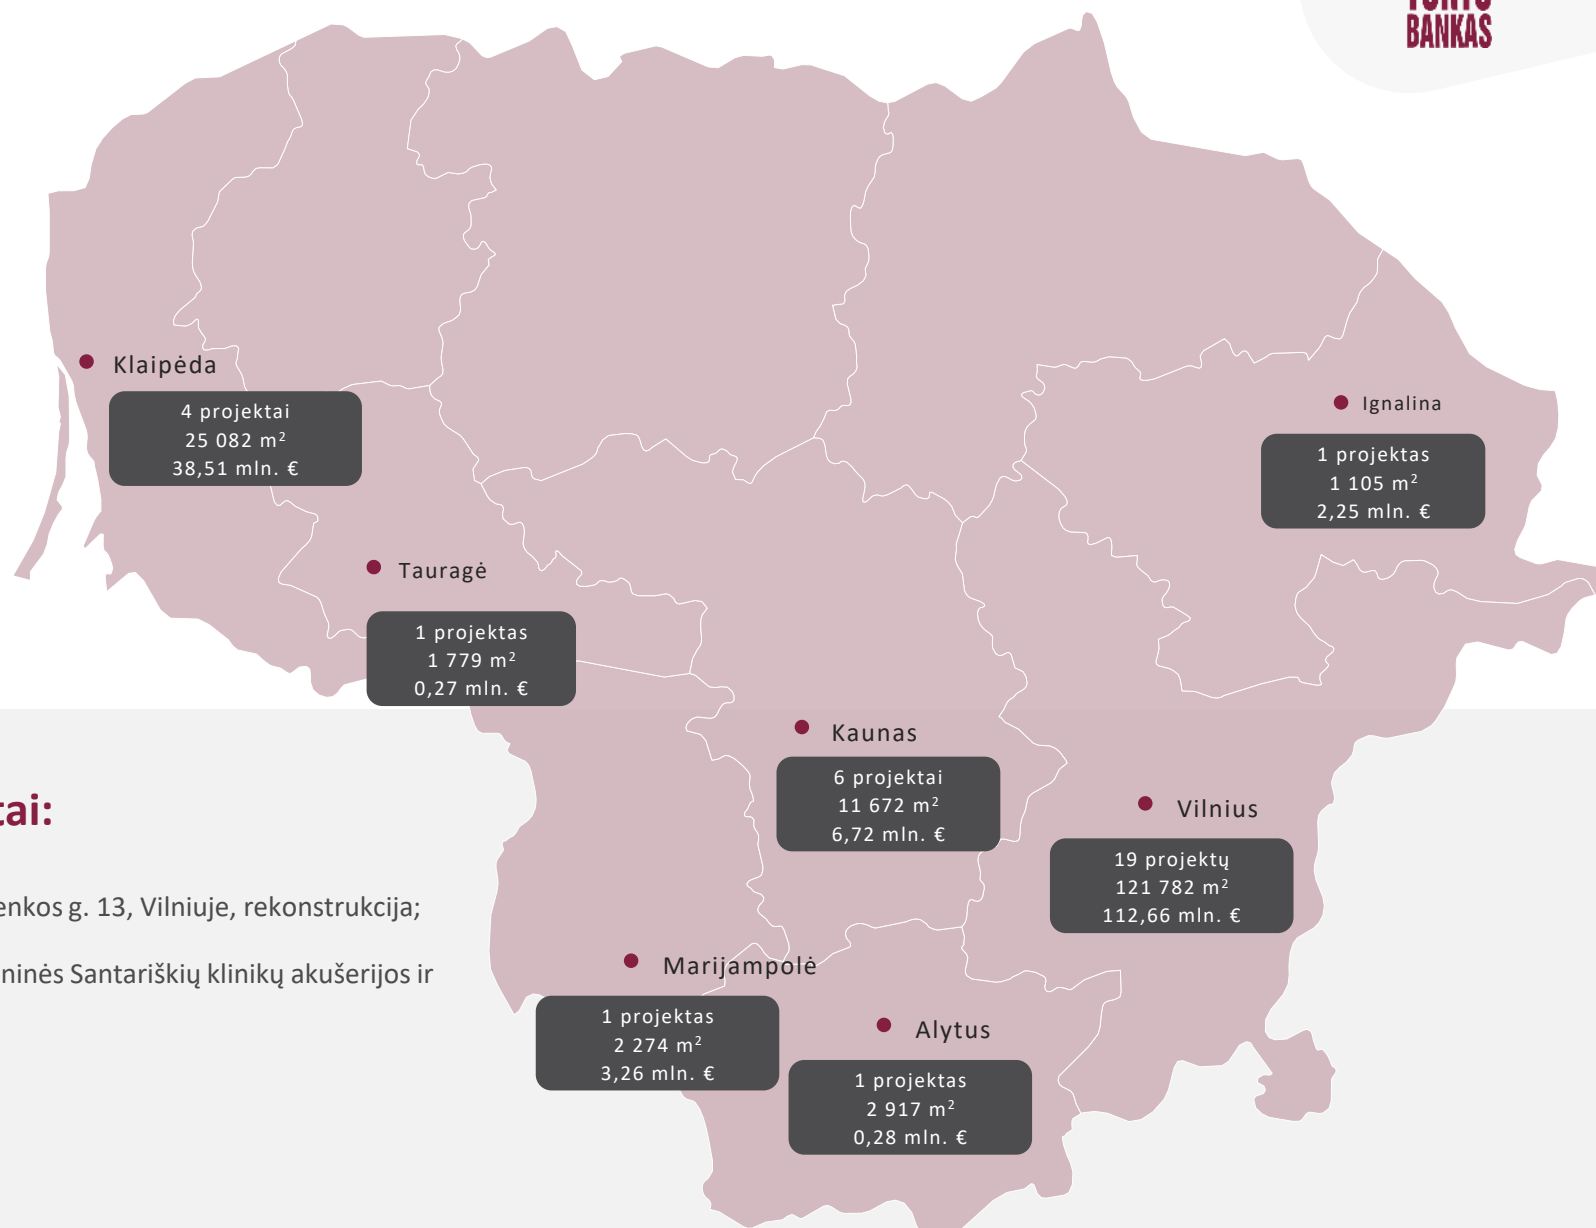 BANKAS
Klaipėda
4 projektai
25 082 m²
38,51 mln. €
Ignalina
1 projektas
1 105 m²
2,25 mln. €
Tauragė
1 projektas
1 779 m²
0,27 mln. €
Kaunas
6 projektai
11 672 m²
6,72 mln. €
Vilnius
19 projektų
121 782 m²
112,66 mln. €
tai:
enkos g. 13, Vilniuje, rekonstrukcija;
ninės Santariškių klinikų akušerijos ir
Marijampolė
1 projektas
2 274 m²
3,26 mln. €
Alytus
1 projektas
2 917 m²
0,28 mln. €